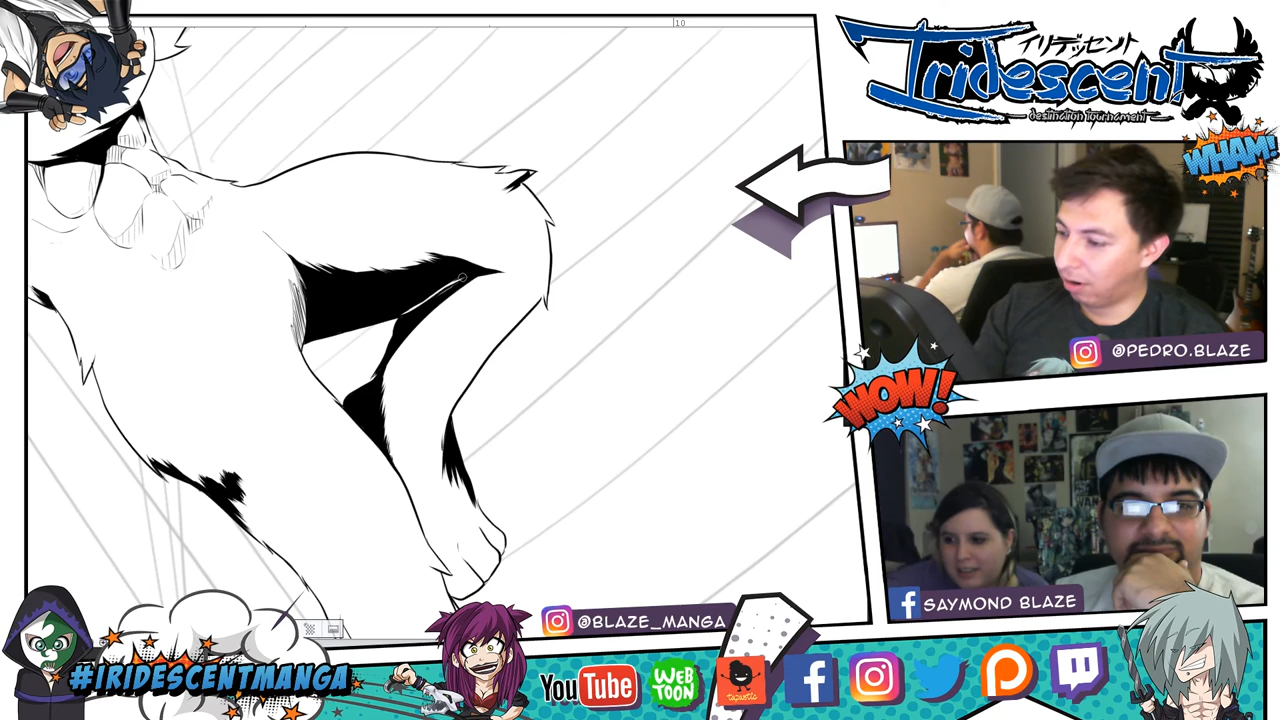 10
イリデッセント
Iridescent
destination tournament
WHAM!
@PEDRO.BLAZE
WOW!
SAYMOND BLAZE
@BLAZE_MANGA
#IRIDESCENTMANGA
YouTube
WEB
TOON
tapastic